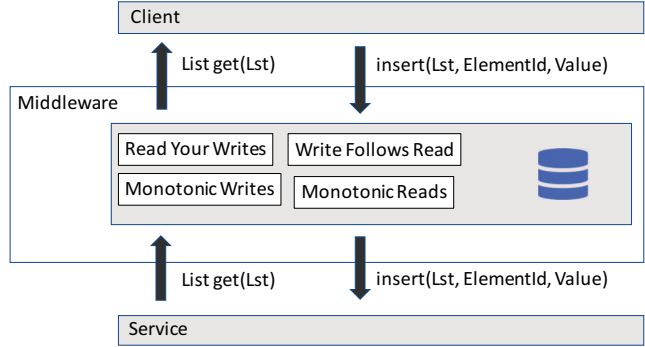 Client
List get(Lst)
insert(Lst, ElementId, Value)
Middleware
Read Your Writes
Write Follows Read
Monotonic Writes
Monotonic Reads
List get(Lst)
insert(Lst, ElementId, Value)
Service